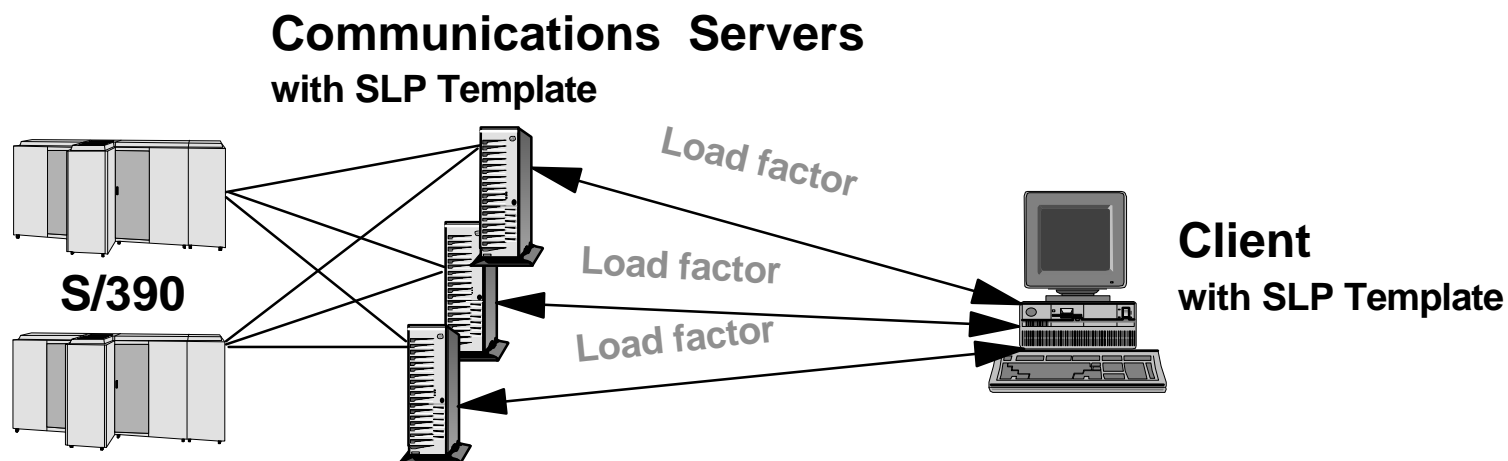 Communications Servers
with SLP Template
Load factor
Load factor
Load factor
S/390
Client
with SLP Template